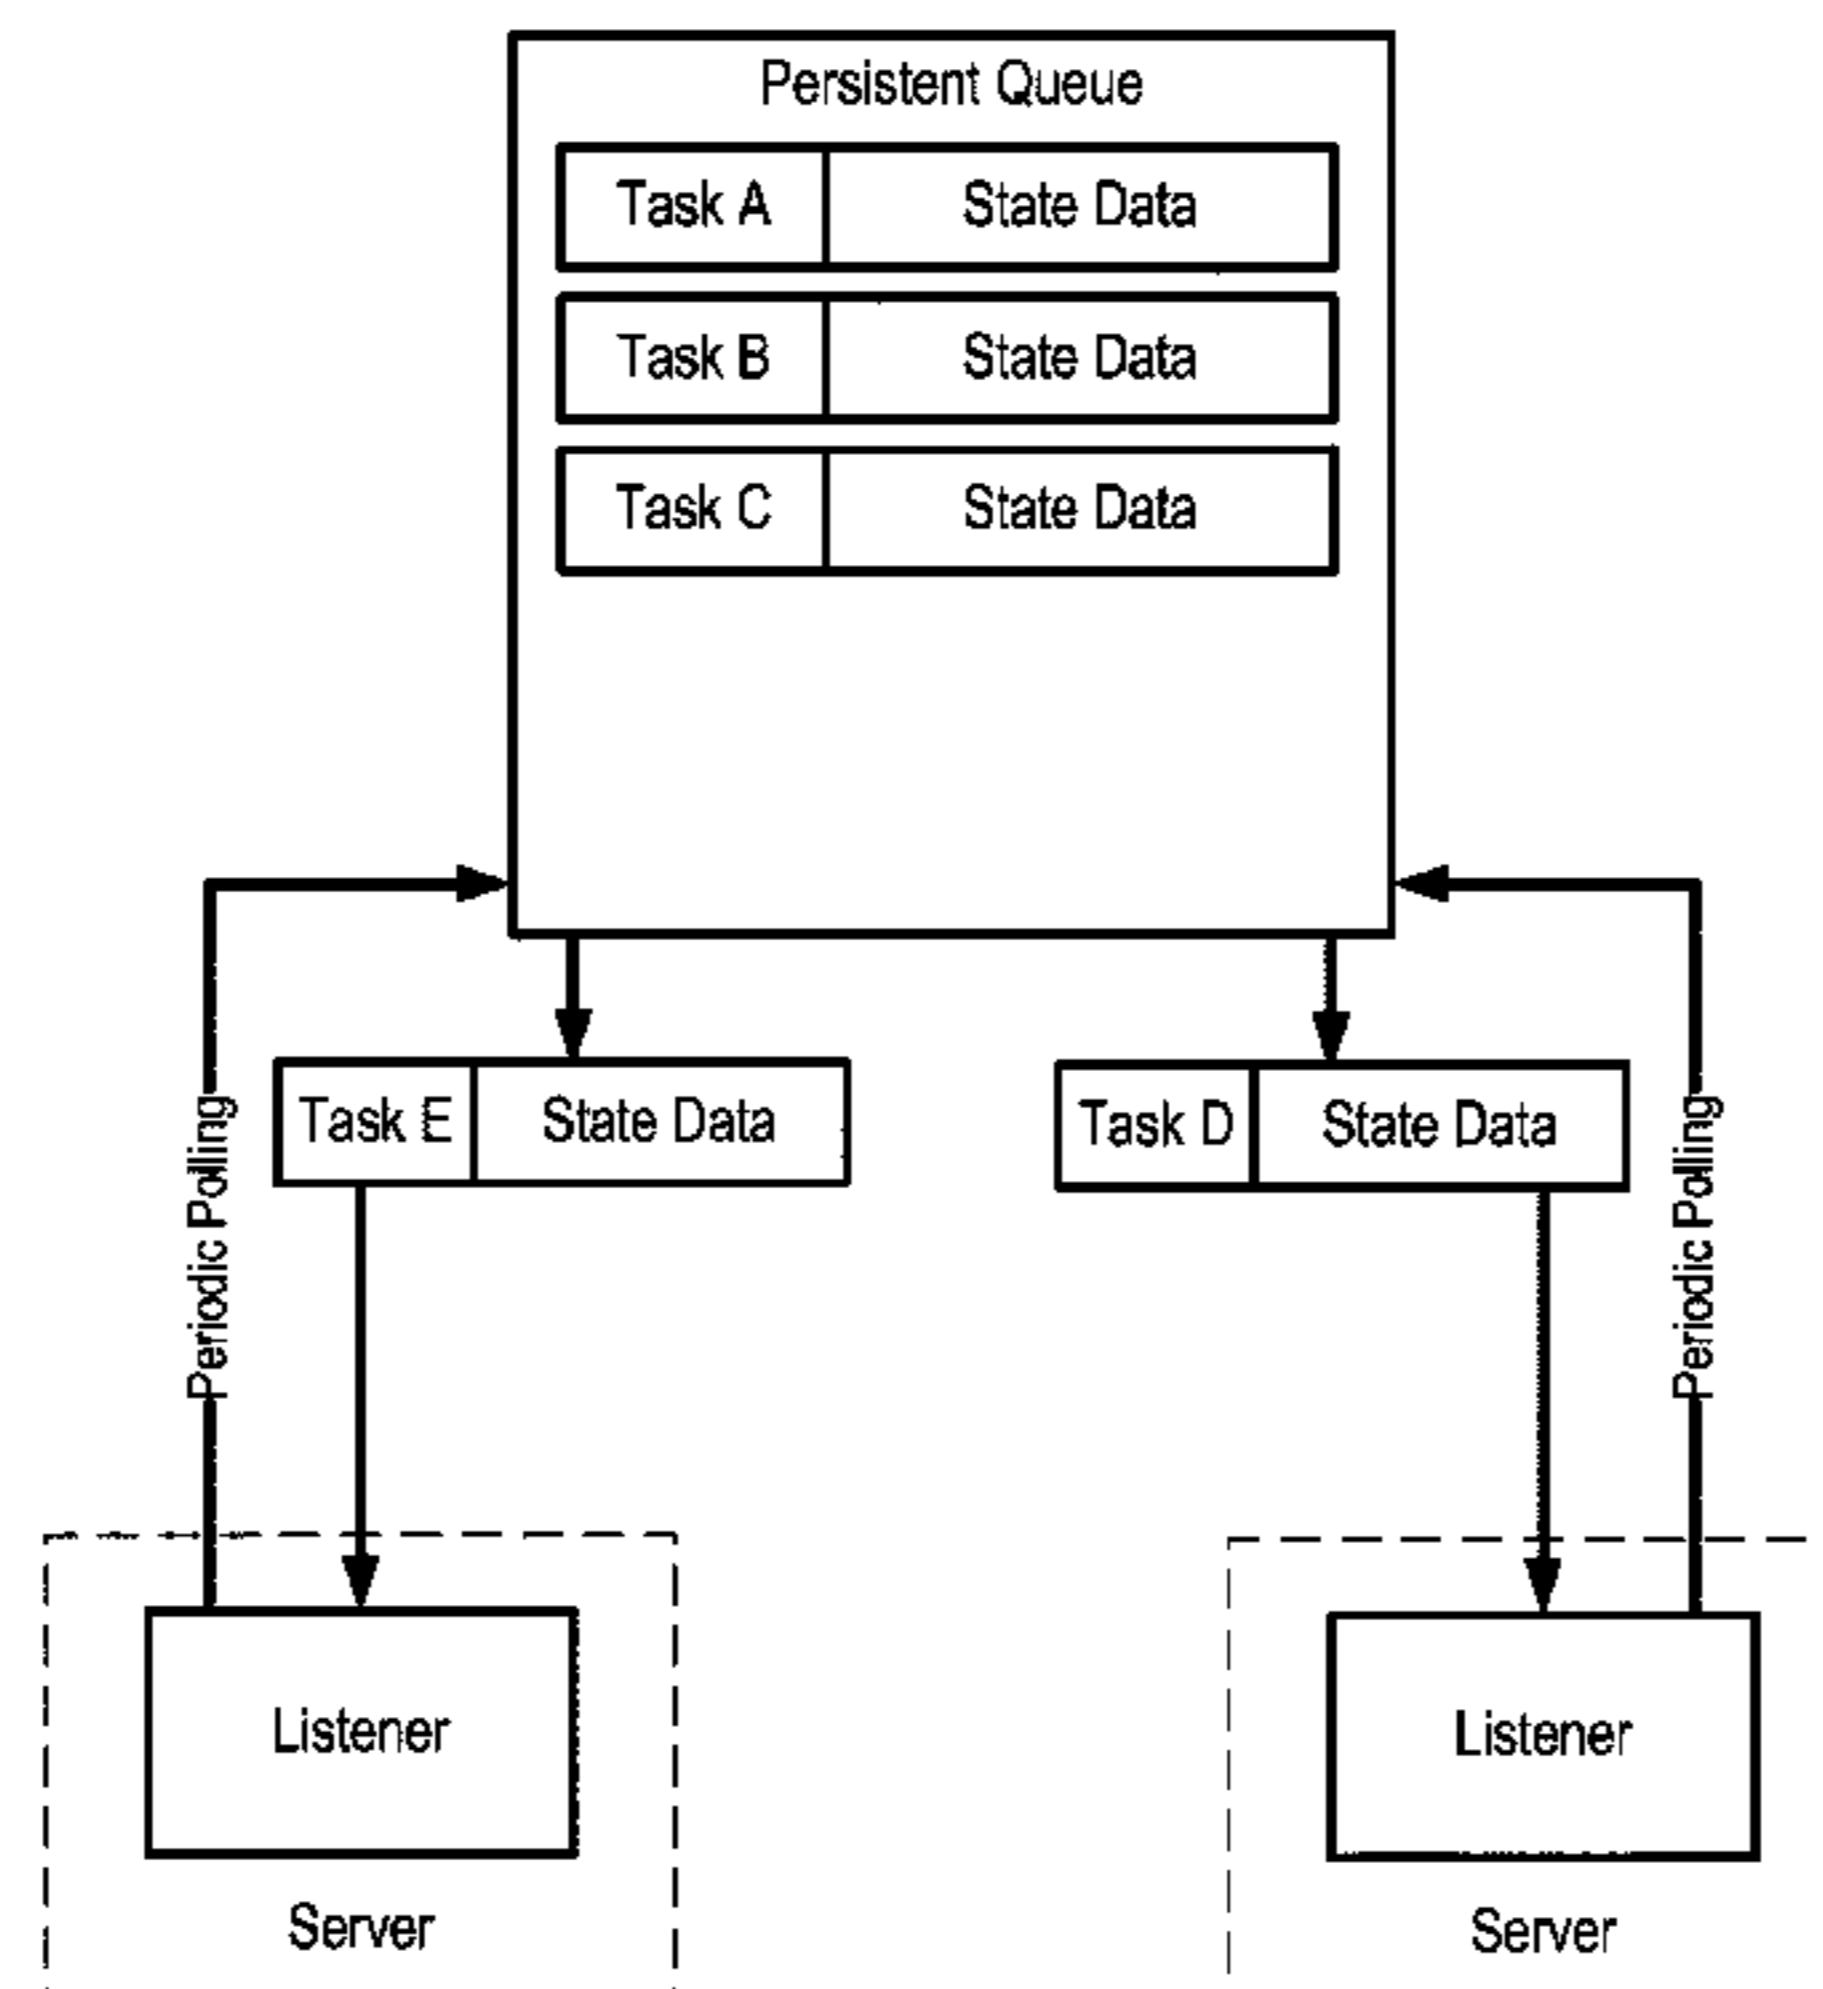 Persistent Queue
Task A State Data
Task B State Data
Task C State Data
Task E State Data
Task D State Data
Periodic Polling
Periodic Polling
Listener
Listener
Server
Server